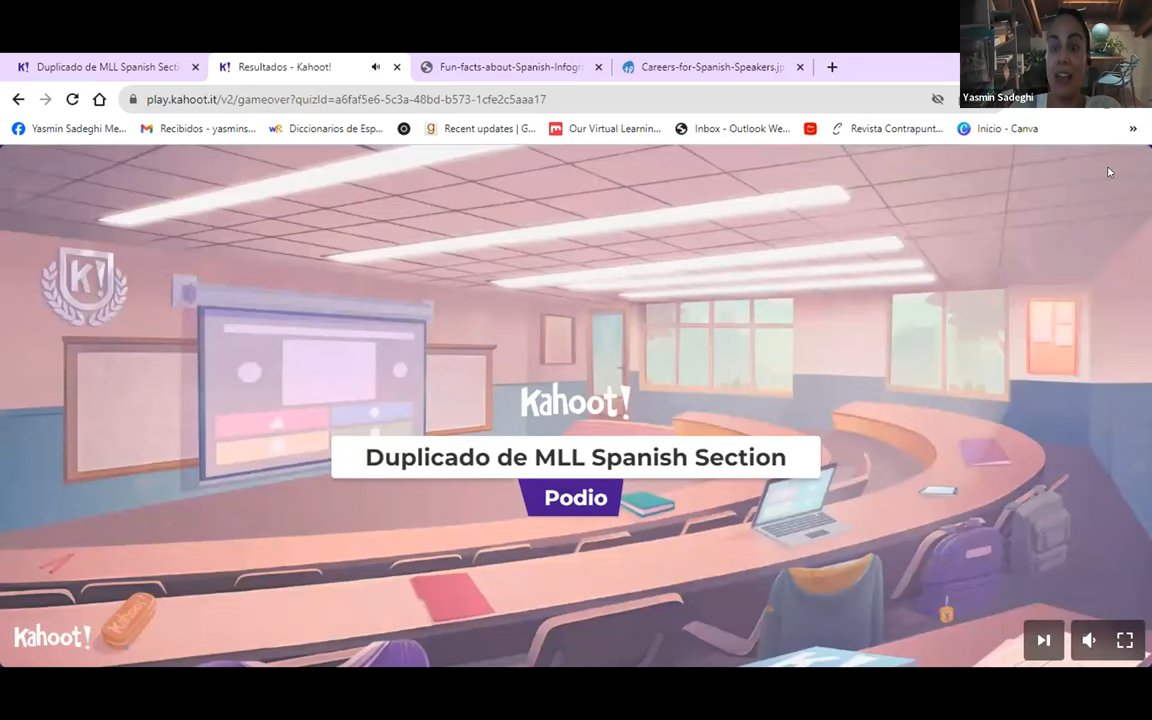 Duplicado de MLL Spanish Sect
Resultados - Kahoot!
Fun-facts-about-Spanish-Infogra
Careers-for-Spanish-Speakers.jp
Yasmin Sadeghi
play.kahoot.it/v2/gameover?quizId=a6faf5e6-5c3a-48bd-b573-1cfe2c5aaa17
Yasmin Sadeghi Me...
Recibidos - yasmins...
Diccionarios de Esp...
Recent updates | G...
Our Virtual Learnin...
Inbox - Outlook We...
Revista Contrapunt...
Inicio - Canva
K!
Kahoot!
Duplicado de MLL Spanish Section
Podio
Kahoot!